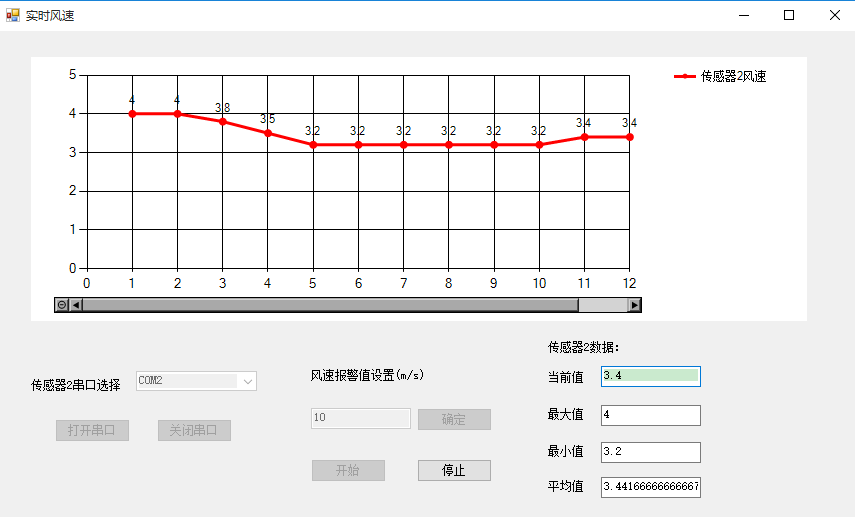 实时风速
传感器2风速
5
4
3
2
1
0
4 4 3.8 3.5 3.2 3.2 3.2 3.2 3.2 3.2 3.4 3.4
0 1 2 3 4 5 6 7 8 9 10 11 12
传感器2数据:
传感器2串口选择 COM2
打开串口 关闭串口
风速报警值设置(m/s)
10 确定
开始 停止
当前值 3.4
最大值 4
最小值 3.2
平均值 3.44166666666667